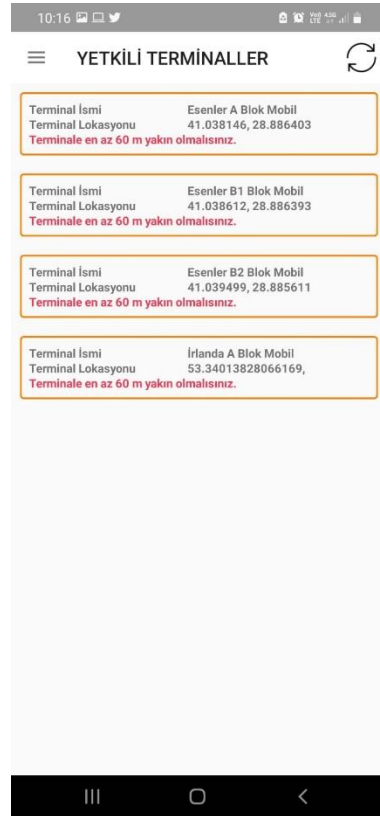 10:16
YETKİLİ TERMİNALLER
Terminal İsmi Esenler A Blok Mobil
Terminal Lokasyonu 41.038146, 28.886403
Terminale en az 60 m yakın olmalısınız.
Terminal İsmi Esenler B1 Blok Mobil
Terminal Lokasyonu 41.038612, 28.886393
Terminale en az 60 m yakın olmalısınız.
Terminal İsmi Esenler B2 Blok Mobil
Terminal Lokasyonu 41.039499, 28.885611
Terminale en az 60 m yakın olmalısınız.
Terminal İsmi İrlanda A Blok Mobil
Terminal Lokasyonu 53.34013828066169,
Terminale en az 60 m yakın olmalısınız.